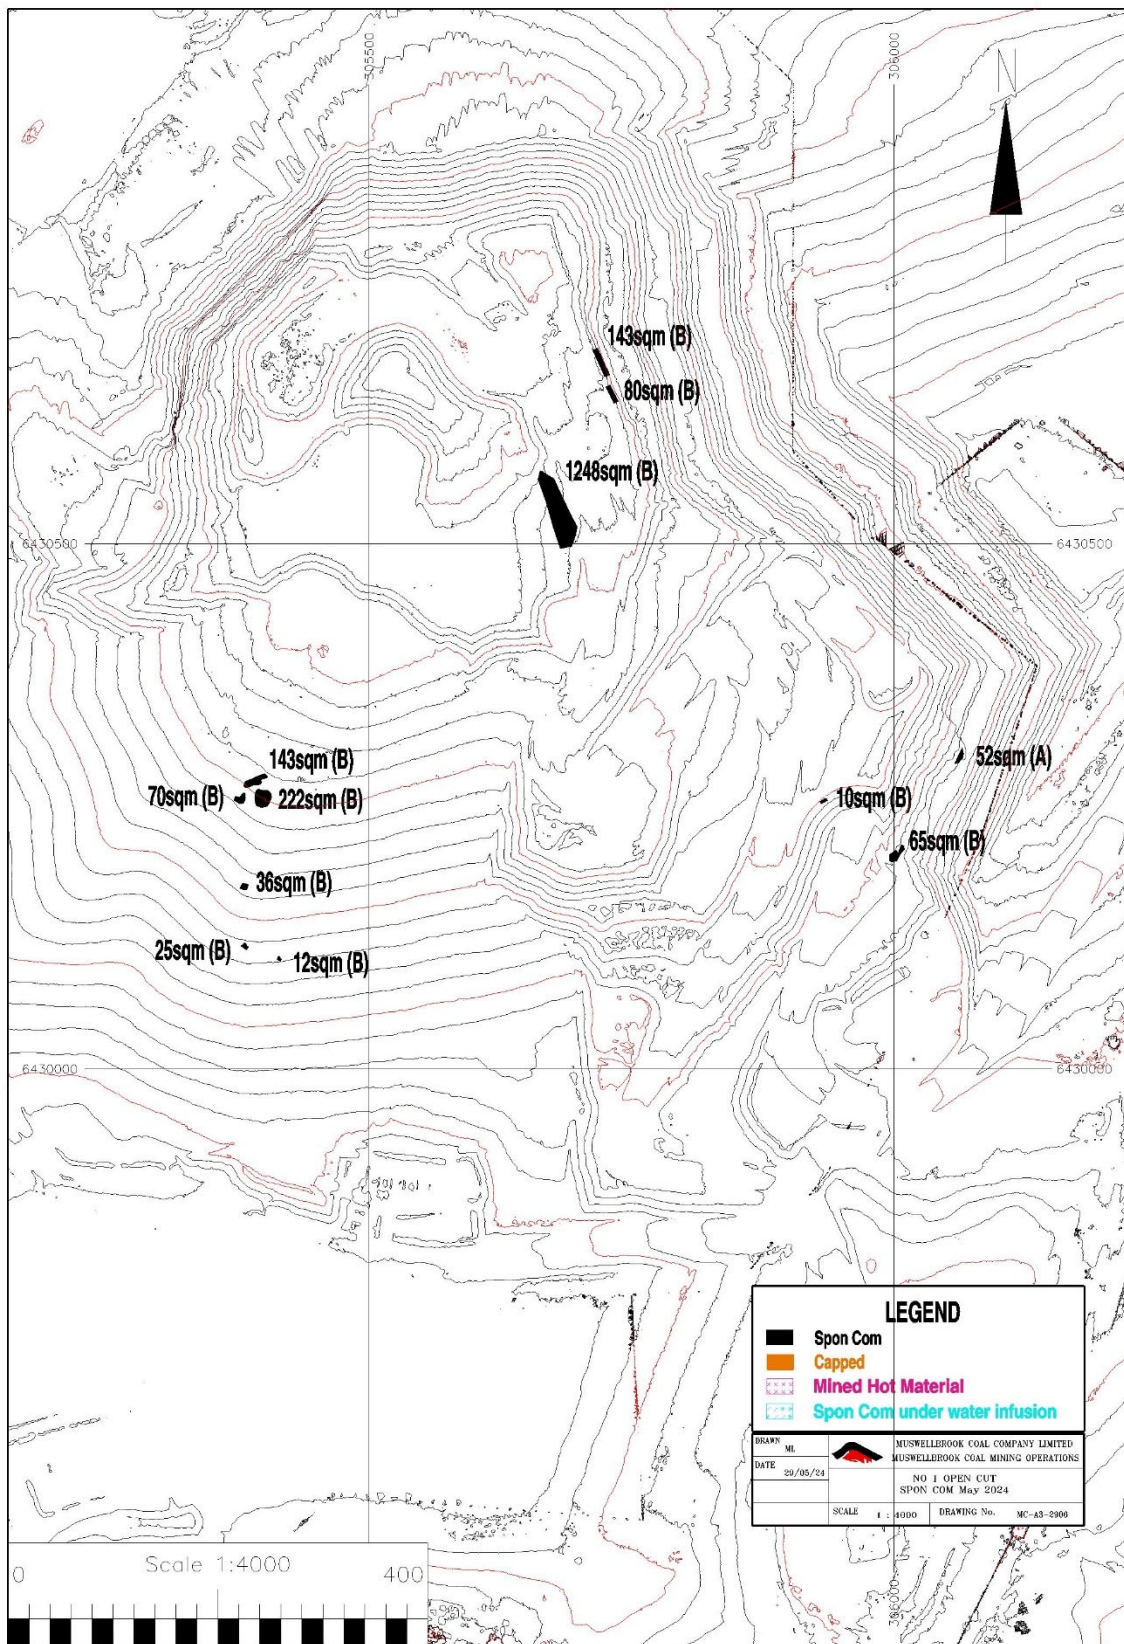 305500
306000
N
143sqm (B)
80sqm (B)
1248sqm (B)
6430500
6430500
143sqm (B)
70sqm (B)
222sqm (B)
52sqm (A)
10sqm (B)
65sqm (B)
36sqm (B)
25sqm (B)
12sqm (B)
6430000
6430000
LEGEND
Spon Com
Capped
Mined Hot Material
Spon Com under water infusion
DRAWN
ML
DATE
29/05/24
MUSWELLBROOK COAL COMPANY LIMITED
MUSWELLBROOK COAL MINING OPERATIONS
NO 1 OPEN CUT
SPON COM May 2024
SCALE 1 : 4000
DRAWING No. MC-A3-2906
Scale 1:4000
0
400
306000